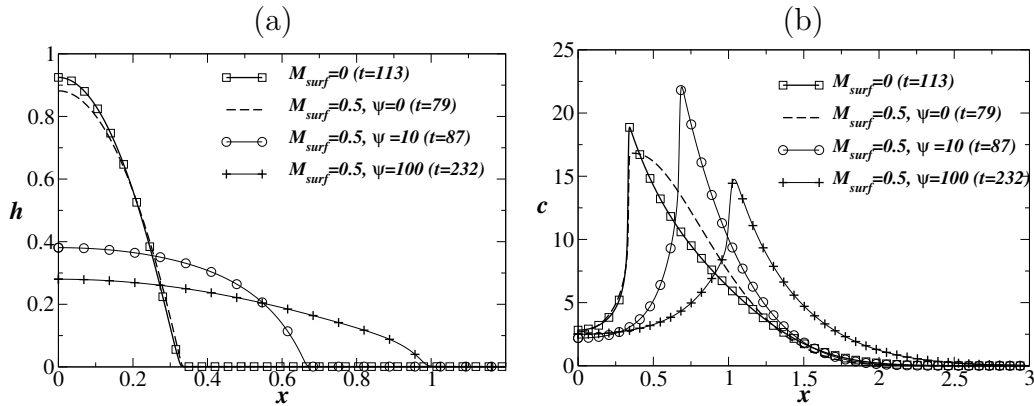 (a)
1
0.8
0.6
0.4
0.2
0
h
0
0.2
0.4
0.6
0.8
1
x
M_surf=0 (t=113)
M_surf=0.5, ψ=0 (t=79)
M_surf=0.5, ψ =10 (t=87)
M_surf=0.5, ψ=100 (t=232)
(b)
25
20
15
10
5
0
c
0
0.5
1
1.5
2
2.5
3
x
M_surf=0 (t=113)
M_surf=0.5, ψ=0 (t=79)
M_surf=0.5, ψ =10 (t=87)
M_surf=0.5, ψ=100 (t=232)